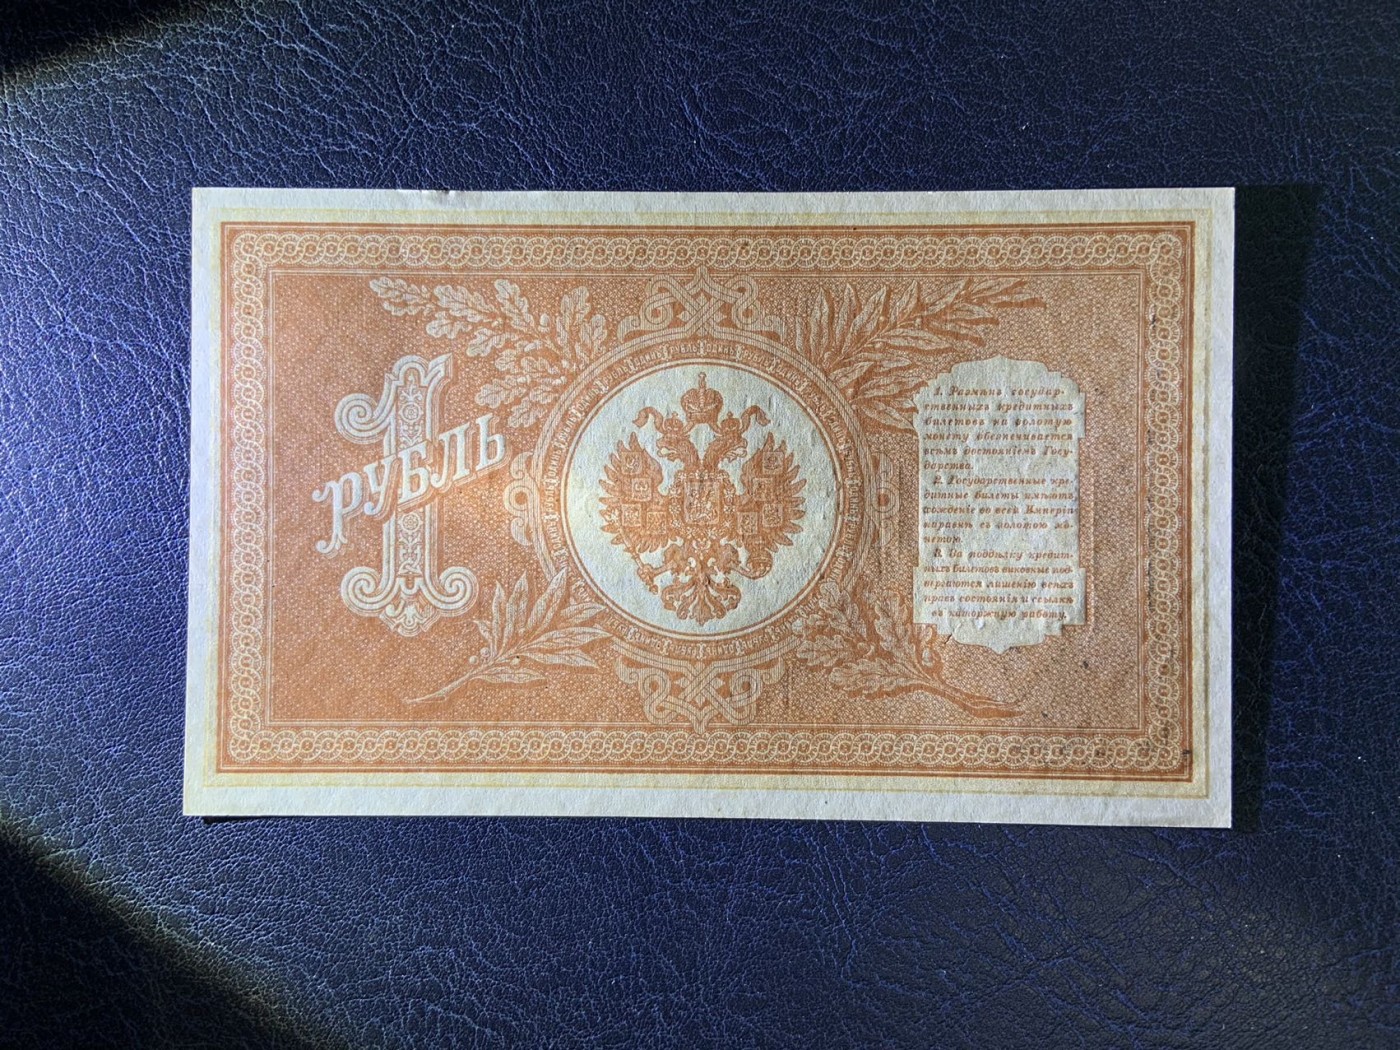 1
РУБЛЬ
1. Размѣнъ государ-
ственныхъ кредитныхъ
билетовъ на золотую
монету обезпечивается
всѣмъ достояніемъ Госу-
дарства.
2. Государственные кре-
дитные билеты имѣютъ
хожденіе во всей Имперіи
наравнѣ съ золотою мо-
нетою.
3. За поддѣлку кредит-
ныхъ билетовъ виновные под-
вергаются лишенію всѣхъ
правъ состоянія и ссылкѣ
въ каторжную работу.